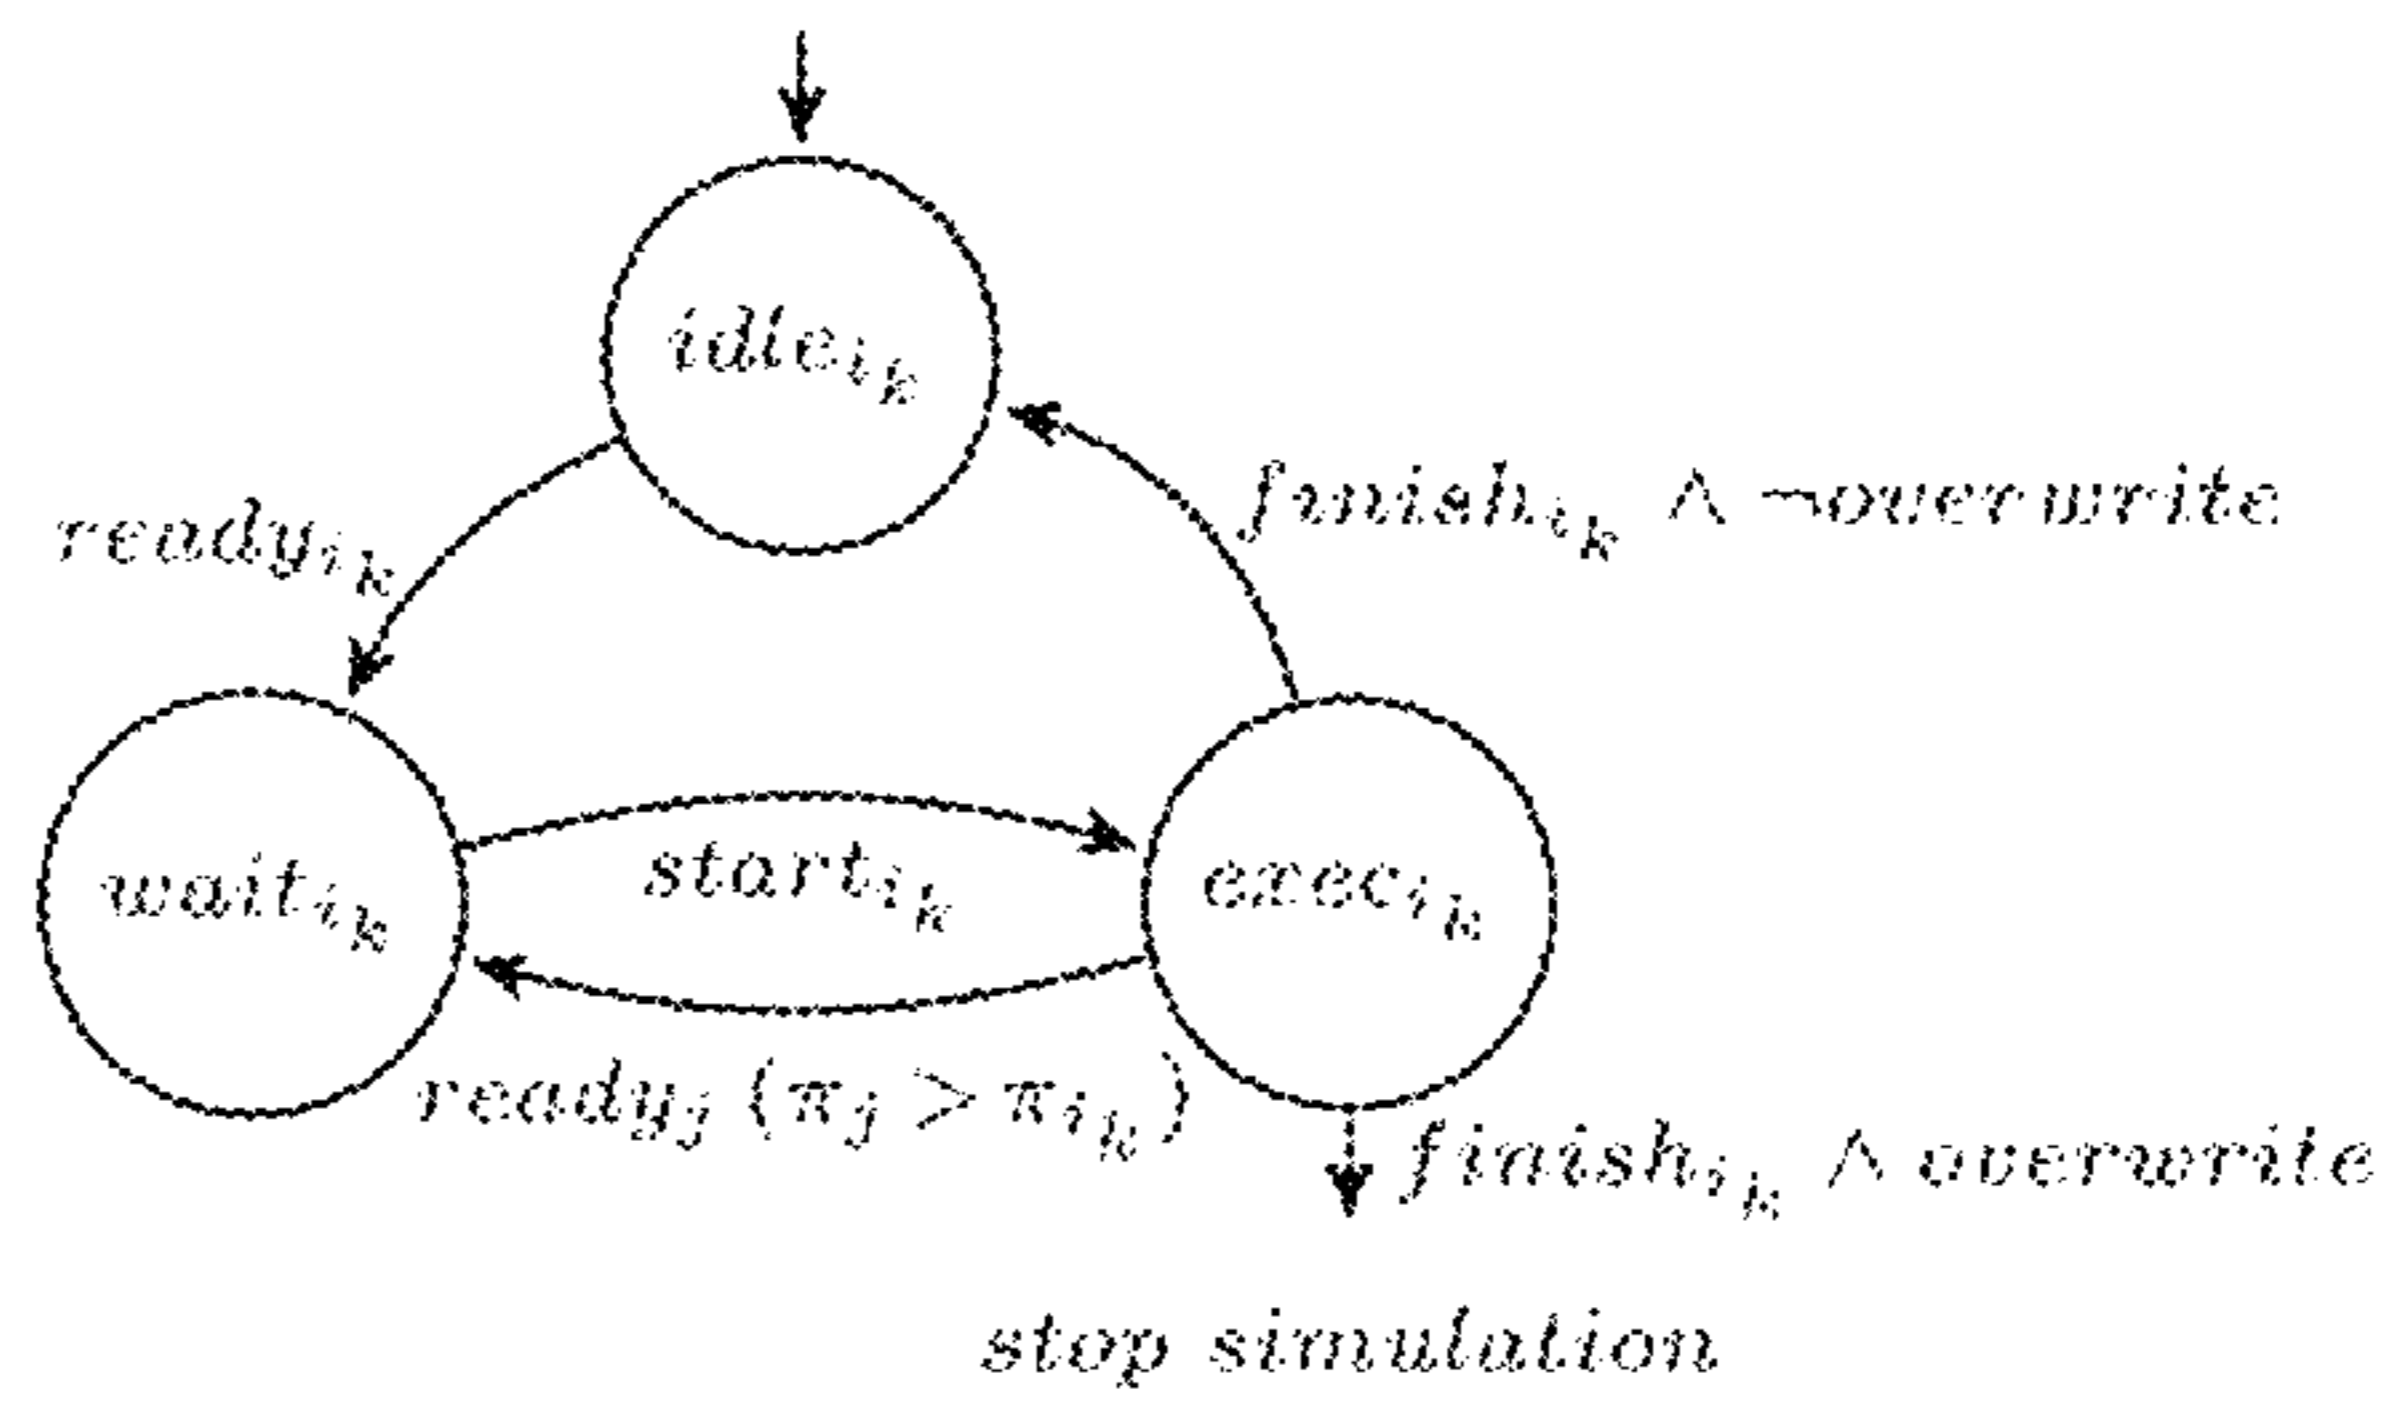 idle_{i_k}
ready_{i_k}
finish_{i_k} ∧ ¬overwrite
wait_{i_k}
start_{i_k}
exec_{i_k}
ready_j (π_j > π_{i_k})
finish_{i_k} ∧ overwrite
stop simulation